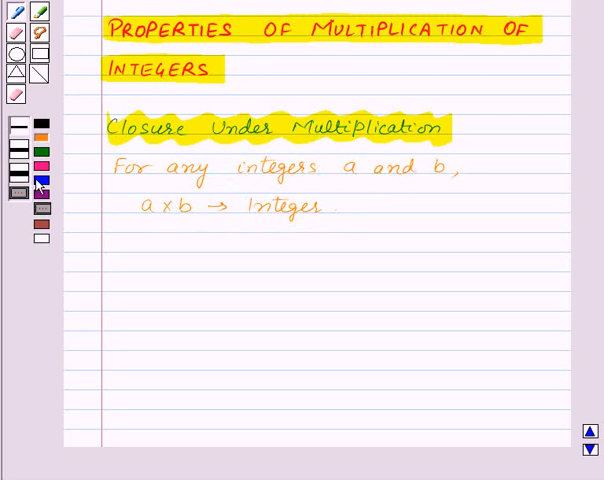 PROPERTIES OF MULTIPLICATION OF
INTEGERS
Closure Under Multiplication
For any integers a and b,
a × b → Integer.